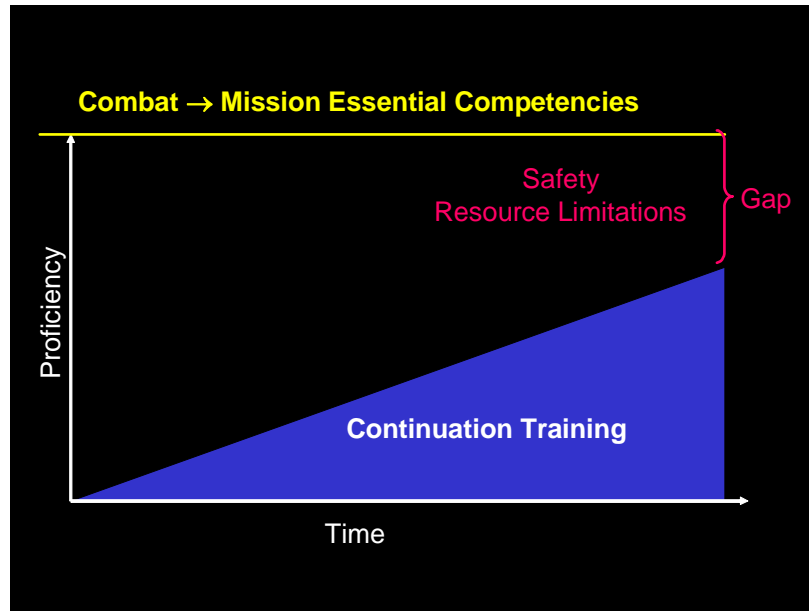 Combat → Mission Essential Competencies
Safety
Resource Limitations
Gap
Proficiency
Continuation Training
Time